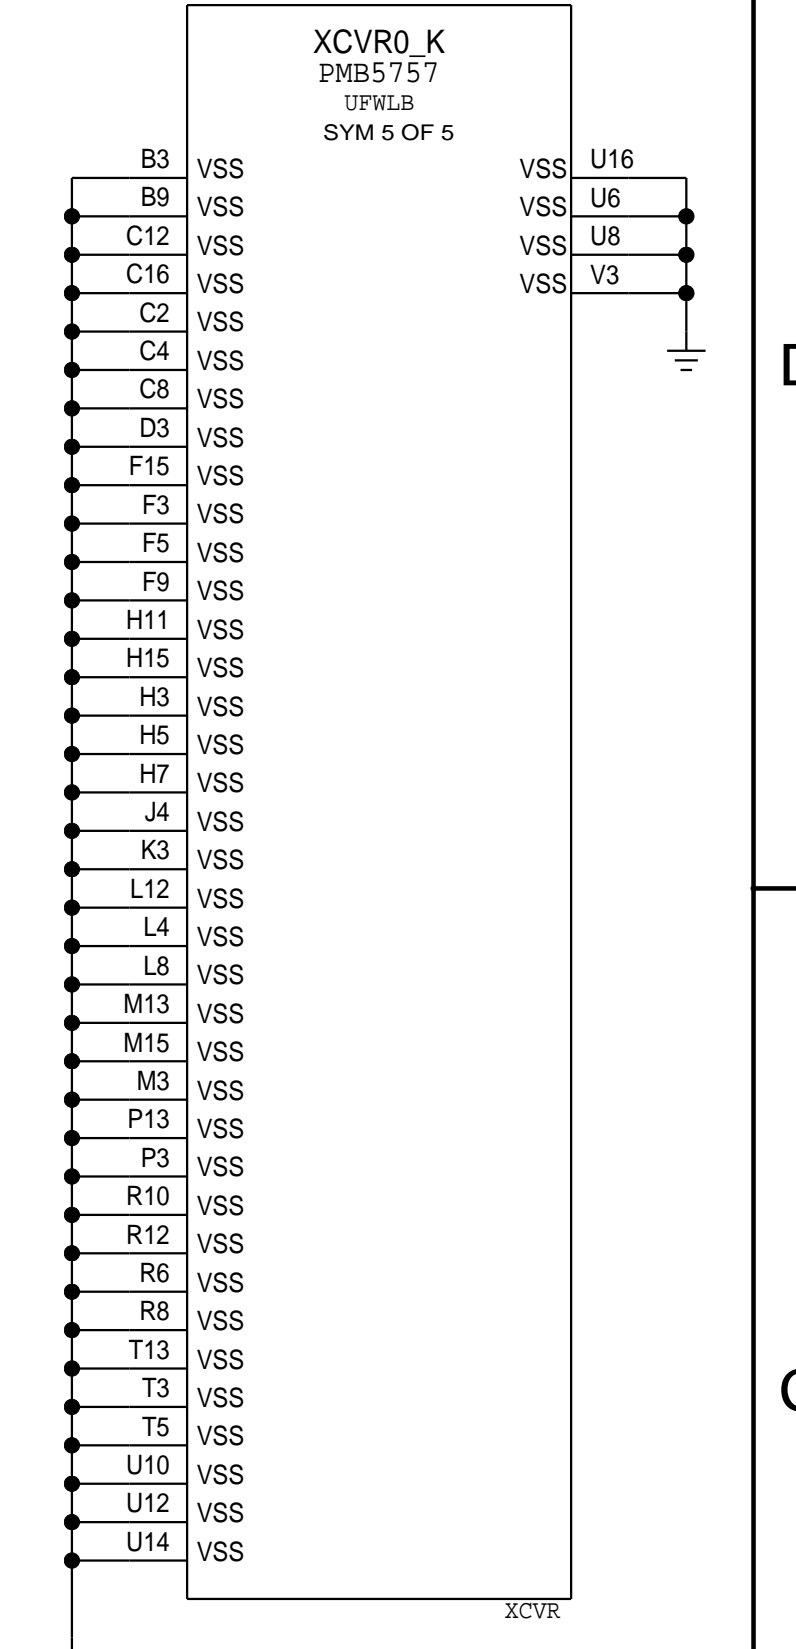 XCVR0_K
PMB5757
UFWLB
SYM 5 OF 5
B3 VSS VSS U16
B9 VSS VSS U6
C12 VSS VSS U8
C16 VSS VSS V3
C2 VSS
C4 VSS
C8 VSS
D3 VSS
F15 VSS
F3 VSS
F5 VSS
F9 VSS
H11 VSS
H15 VSS
H3 VSS
H5 VSS
H7 VSS
J4 VSS
K3 VSS
L12 VSS
L4 VSS
L8 VSS
M13 VSS
M15 VSS
M3 VSS
P13 VSS
P3 VSS
R10 VSS
R12 VSS
R6 VSS
R8 VSS
T13 VSS
T3 VSS
T5 VSS
U10 VSS
U12 VSS
U14 VSS
XCVR